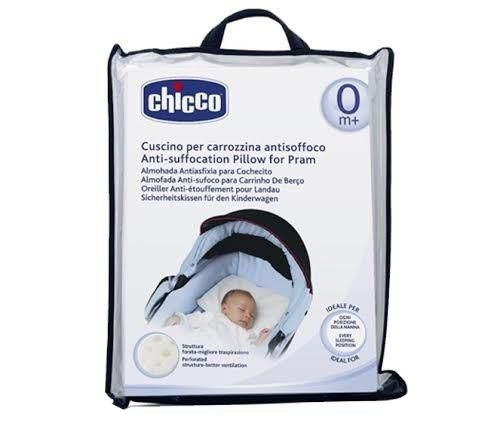 chicco
0
m+
Cuscino per carrozzina antisoffoco
Anti-suffocation Pillow for Pram
Almohada Antiasfixia para Cochecito
Almofada Anti-sufoco para Carrinho De Berço
Oreiller Anti-étouffement pour Landau
Sicherheitskissen für den Kinderwagen
IDEALE PER
OGNI
POSIZIONE
DELLA NANNA
EVERY
SLEEPING
POSITION
IDEAL FOR
Struttura
forata-migliore traspirazione
Perforated
structure-better ventilation